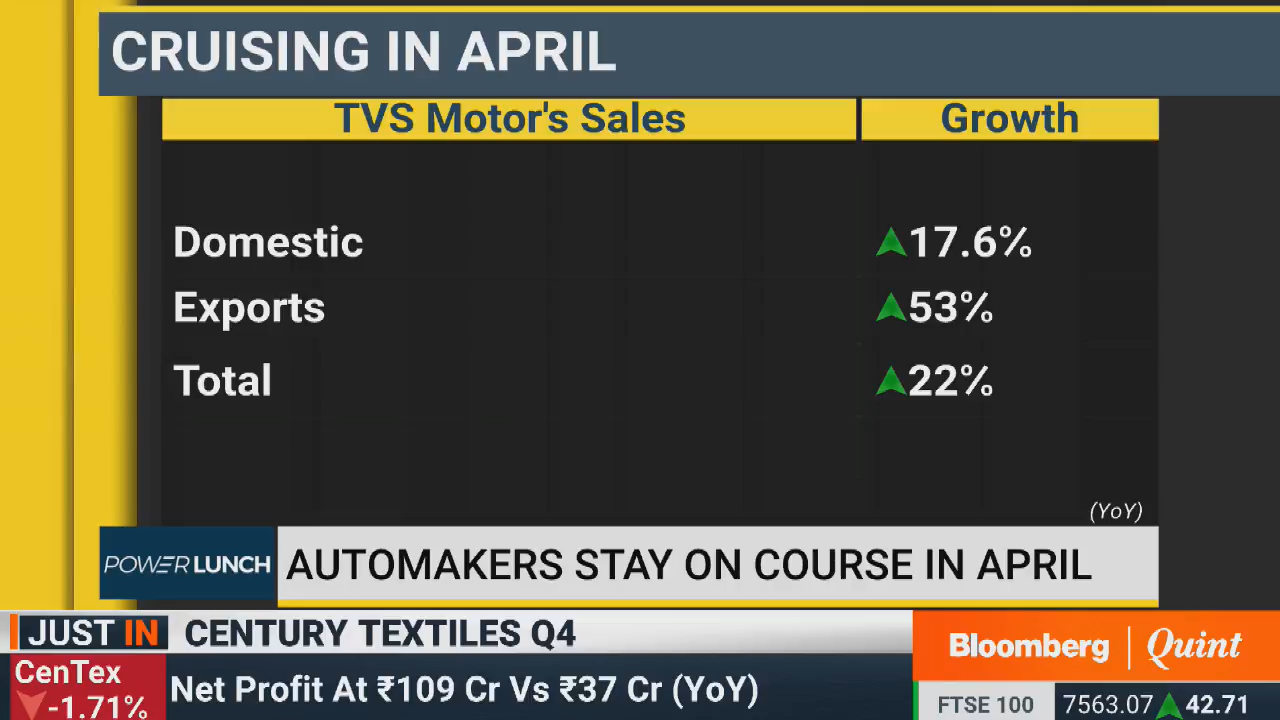 CRUISING IN APRIL
TVS Motor's Sales Growth
Domestic ▲17.6%
Exports ▲53%
Total ▲22%
(YoY)
POWER LUNCH AUTOMAKERS STAY ON COURSE IN APRIL
JUST IN CENTURY TEXTILES Q4
Bloomberg | Quint
CenTex
▼-1.71%
Net Profit At ₹109 Cr Vs ₹37 Cr (YoY)
FTSE 100 7563.07 ▲42.71